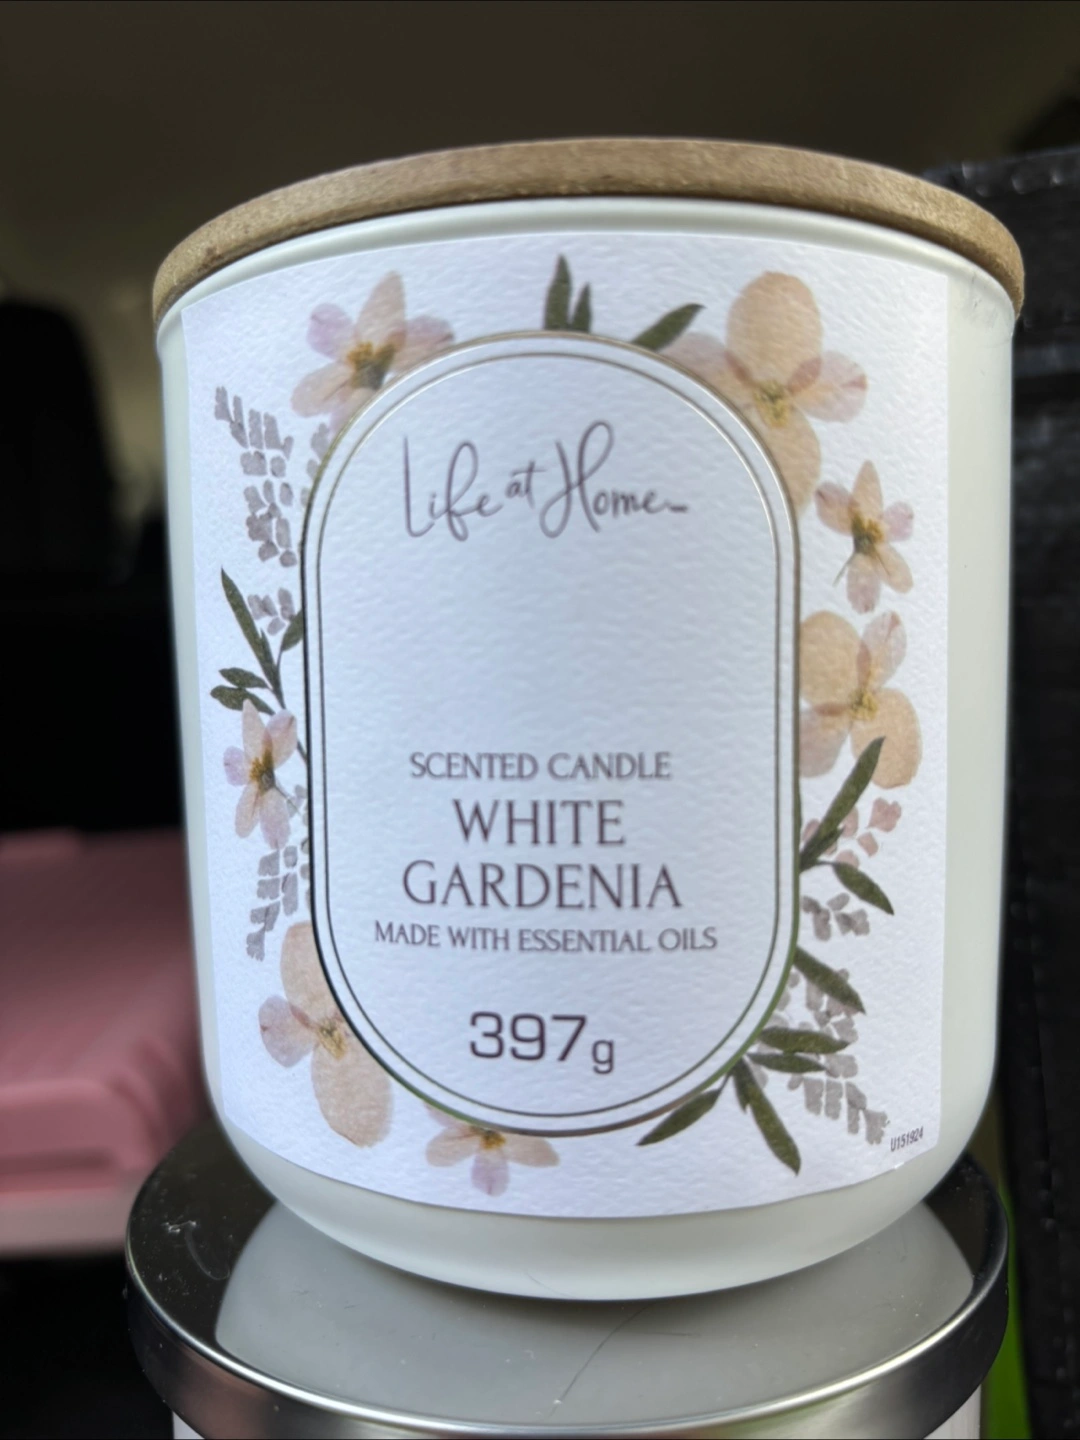 Life at Home
SCENTED CANDLE
WHITE
GARDENIA
MADE WITH ESSENTIAL OILS
397g
U151924